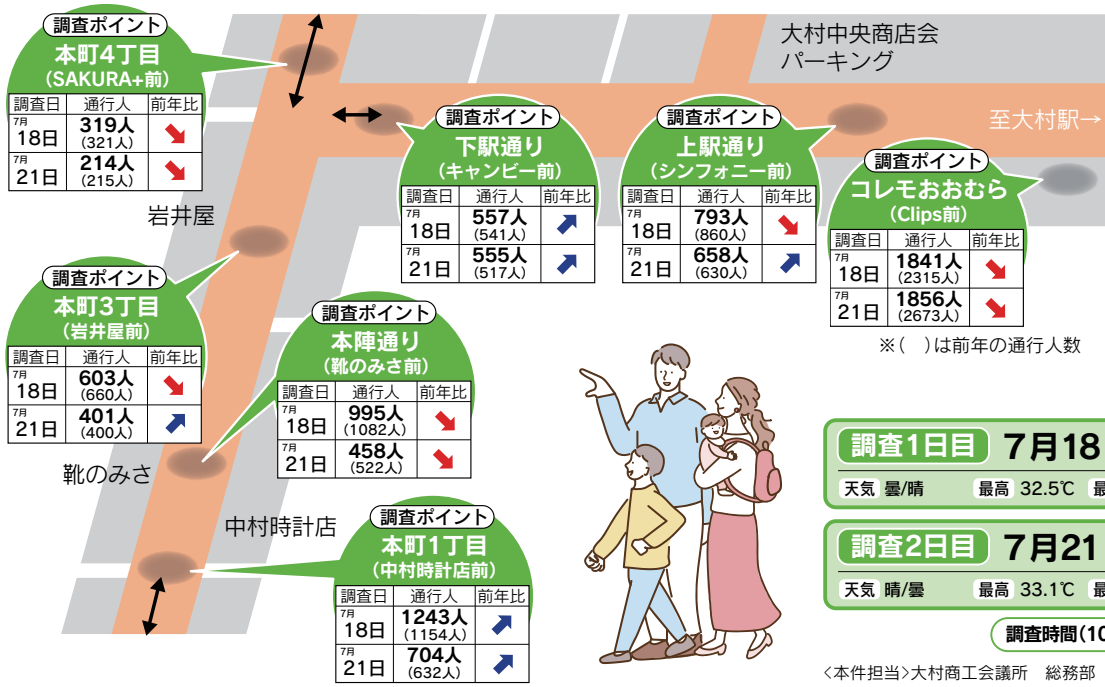 調査ポイント
本町4丁目
(SAKURA+前)
調査日 通行人 前年比
7月18日 319人 (321人)
7月21日 214人 (215人)
大村中央商店会
パーキング
至大村駅→
調査ポイント
下駅通り
(キャンビー前)
調査日 通行人 前年比
7月18日 557人 (541人)
7月21日 555人 (517人)
調査ポイント
上駅通り
(シンフォニー前)
調査日 通行人 前年比
7月18日 793人 (860人)
7月21日 658人 (630人)
調査ポイント
コレモおおむら
(Clips前)
調査日 通行人 前年比
7月18日 1841人 (2315人)
7月21日 1856人 (2673人)
※( )は前年の通行人数
岩井屋
調査ポイント
本町3丁目
(岩井屋前)
調査日 通行人 前年比
7月18日 603人 (660人)
7月21日 401人 (400人)
調査ポイント
本陣通り
(靴のみさ前)
調査日 通行人 前年比
7月18日 995人 (1082人)
7月21日 458人 (522人)
靴のみさ
中村時計店
調査ポイント
本町1丁目
(中村時計店前)
調査日 通行人 前年比
7月18日 1243人 (1154人)
7月21日 704人 (632人)
調査1日目 7月18
天気 曇/晴 最高 32.5℃ 最
調査2日目 7月21
天気 晴/曇 最高 33.1℃ 最
調査時間(10
<本件担当>大村商工会議所 総務部